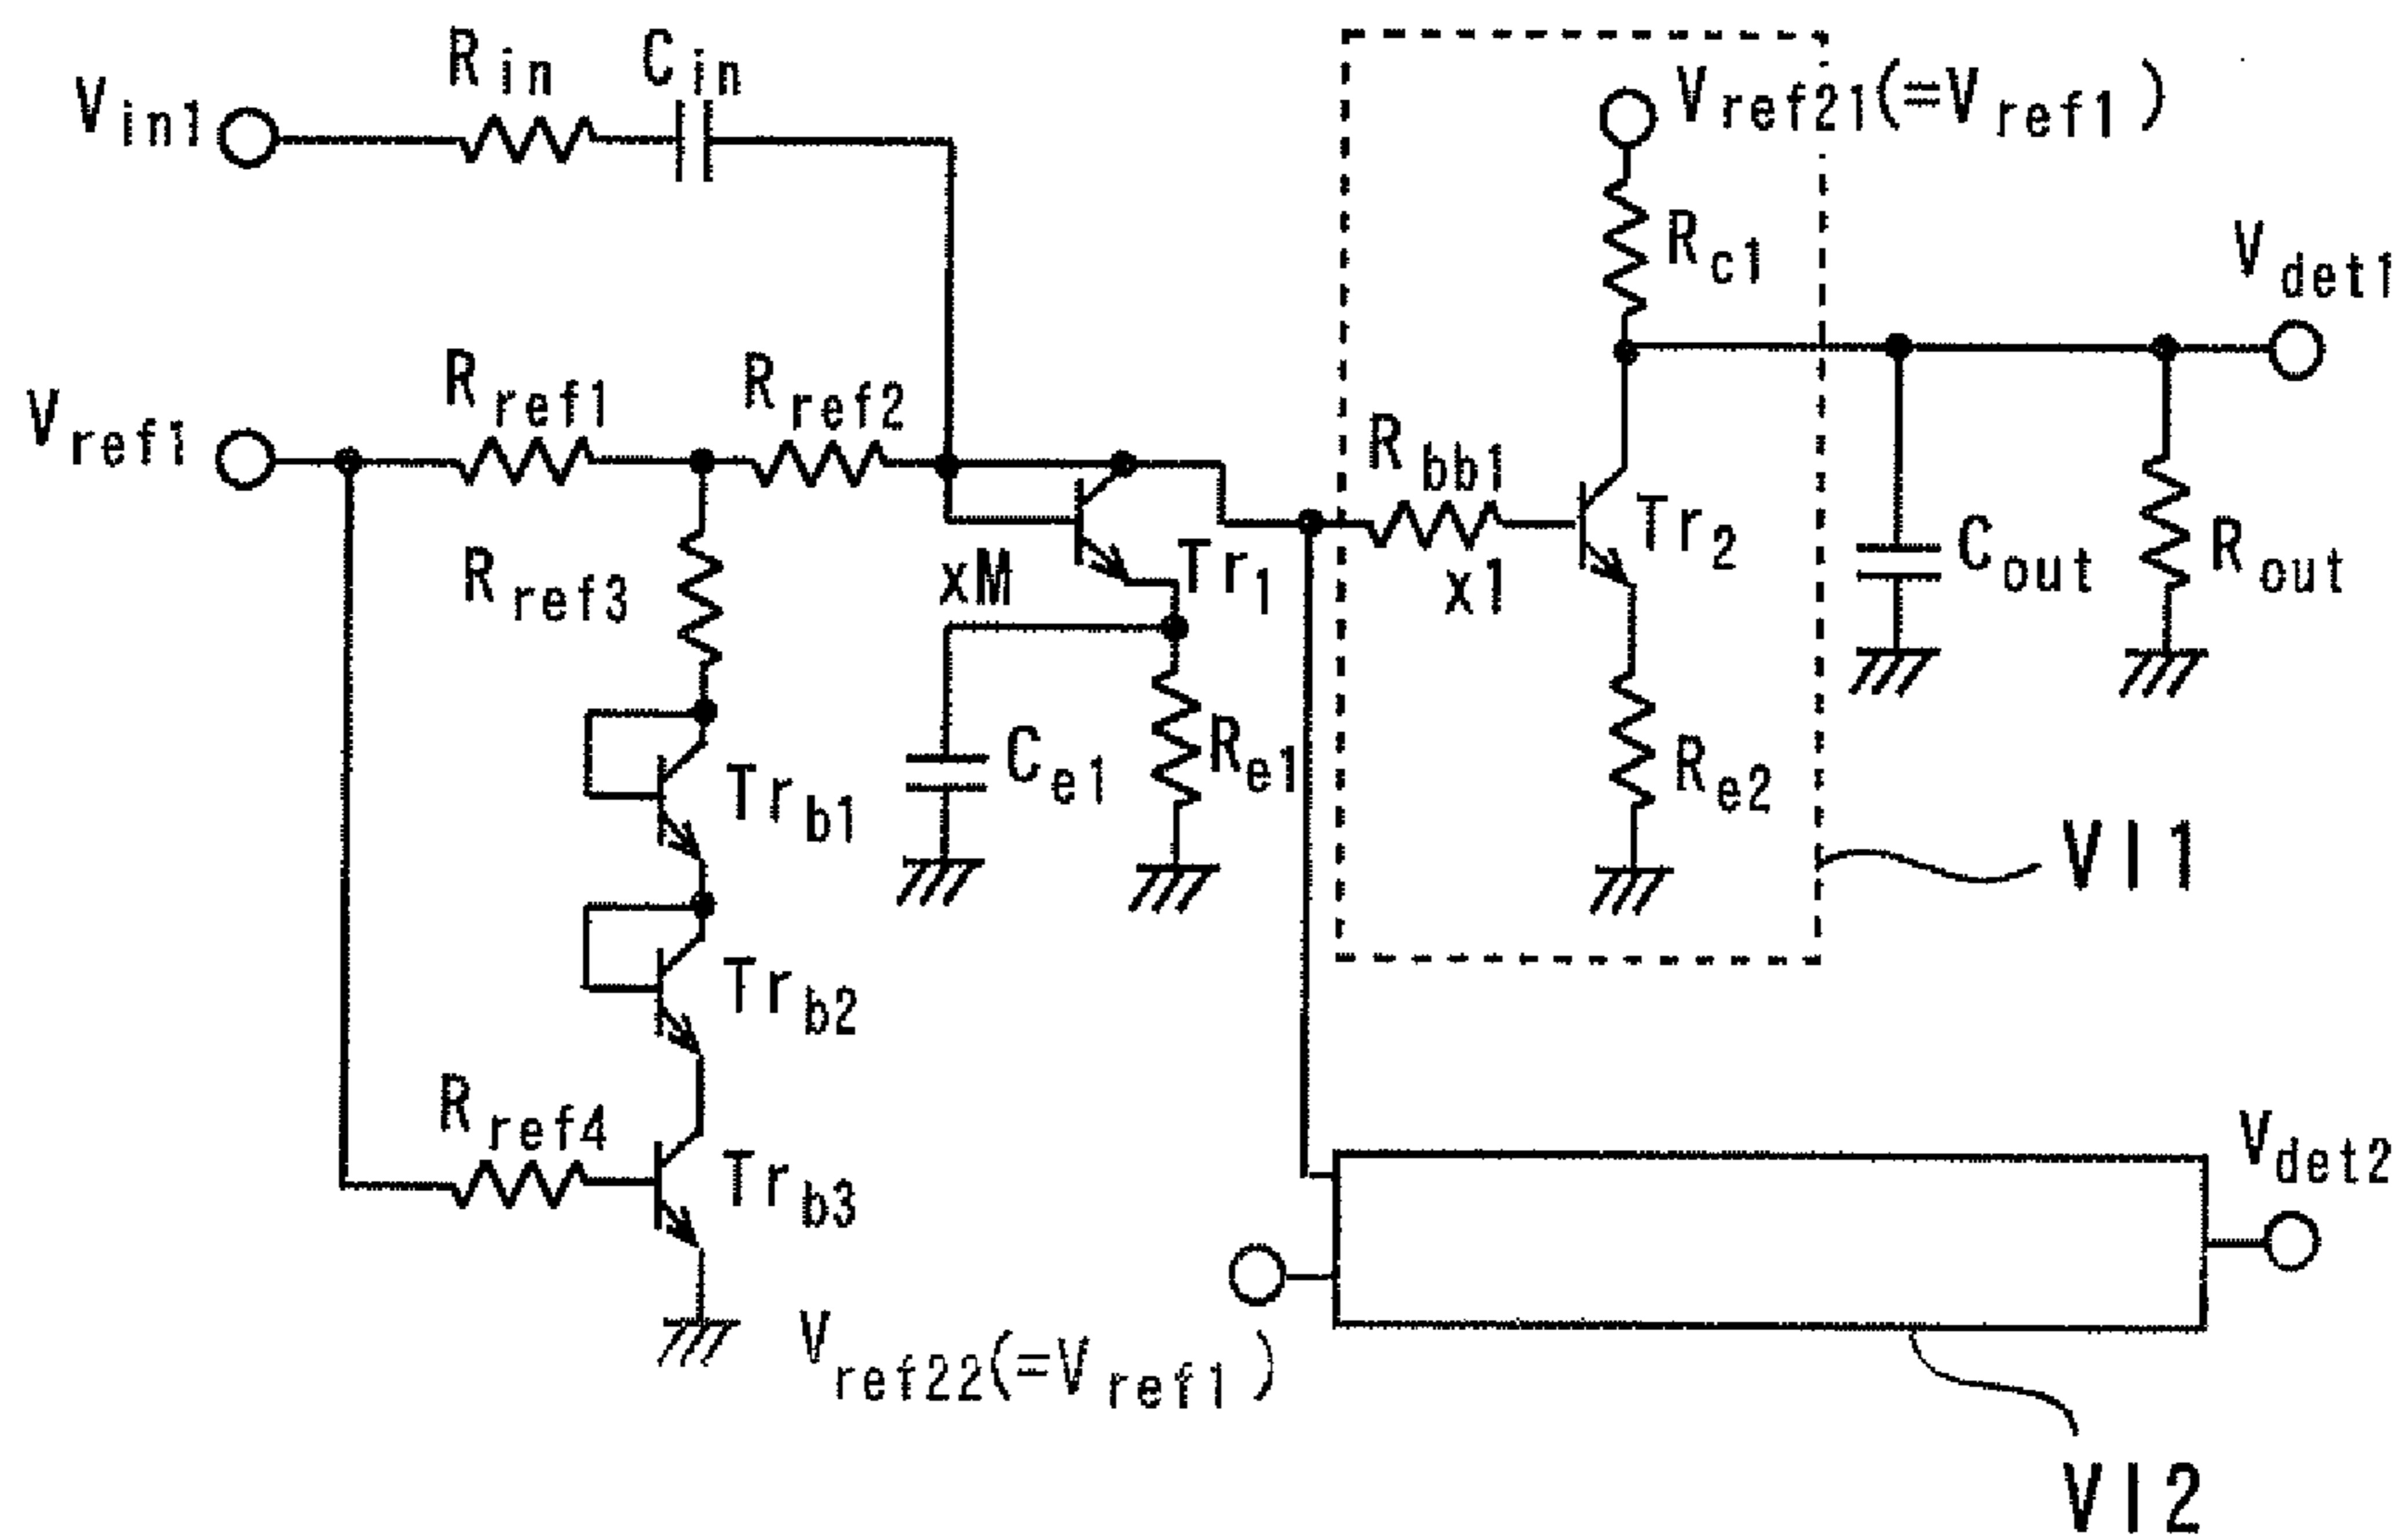 Vin1
Rin
Cin
Vref21(=Vref1)
Rc1
Vdet1
Vref1
Rref1
Rref2
Rbb1
Tr2
x1
Cout
Rout
Rref3
xM
Tr1
Ce1
Re1
Re2
VI1
Trb1
Trb2
Rref4
Trb3
Vdet2
Vref22(=Vref1)
VI2